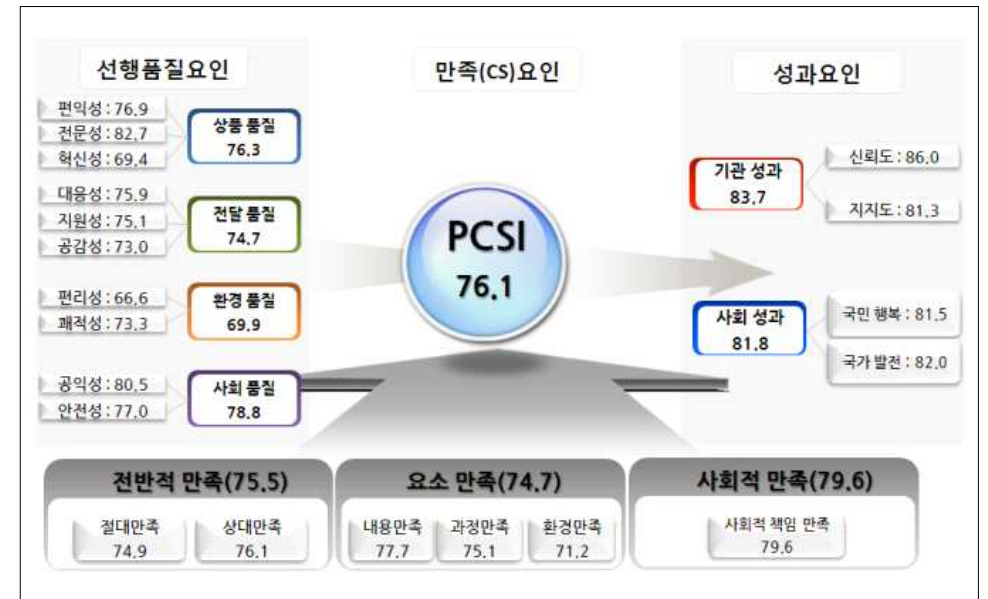 선행품질요인
편익성 : 76.9
전문성 : 82.7
혁신성 : 69.4
상품 품질
76.3
대응성 : 75.9
지원성 : 75.1
공감성 : 73.0
전달 품질
74.7
편리성 : 66.6
쾌적성 : 73.3
환경 품질
69.9
공익성 : 80.5
안전성 : 77.0
사회 품질
78.8
만족(CS)요인
PCSI
76.1
성과요인
기관 성과
83.7
신뢰도 : 86.0
지지도 : 81.3
사회 성과
81.8
국민 행복 : 81.5
국가 발전 : 82.0
전반적 만족(75.5)
절대만족
74.9
상대만족
76.1
요소 만족(74.7)
내용만족
77.7
과정만족
75.1
환경만족
71.2
사회적 만족(79.6)
사회적 책임 만족
79.6